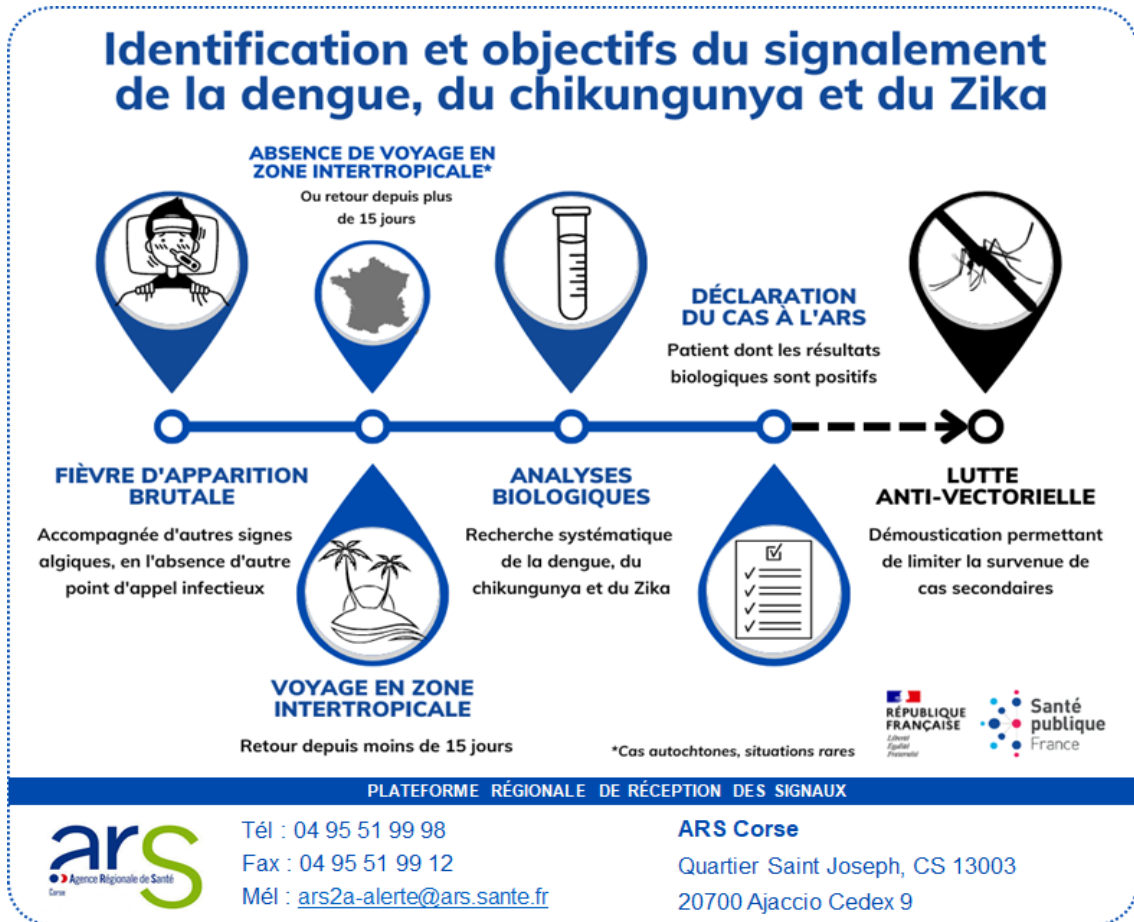 Identification et objectifs du signalement
de la dengue, du chikungunya et du Zika
ABSENCE DE VOYAGE EN
ZONE INTERTROPICALE*
Ou retour depuis plus
de 15 jours
DÉCLARATION
DU CAS À L'ARS
Patient dont les résultats
biologiques sont positifs
FIÈVRE D'APPARITION
BRUTALE
Accompagnée d'autres signes
algiques, en l'absence d'autre
point d'appel infectieux
ANALYSES
BIOLOGIQUES
Recherche systématique
de la dengue, du
chikungunya et du Zika
LUTTE
ANTI-VECTORIELLE
Démoustication permettant
de limiter la survenue de
cas secondaires
VOYAGE EN ZONE
INTERTROPICALE
Retour depuis moins de 15 jours
*Cas autochtones, situations rares
RÉPUBLIQUE
FRANÇAISE
Liberté
Égalité
Fraternité
Santé
publique
France
PLATEFORME RÉGIONALE DE RÉCEPTION DES SIGNAUX
ars
Agence Régionale de Santé
Corse
Tél : 04 95 51 99 98
Fax : 04 95 51 99 12
Mél : ars2a-alerte@ars.sante.fr
ARS Corse
Quartier Saint Joseph, CS 13003
20700 Ajaccio Cedex 9